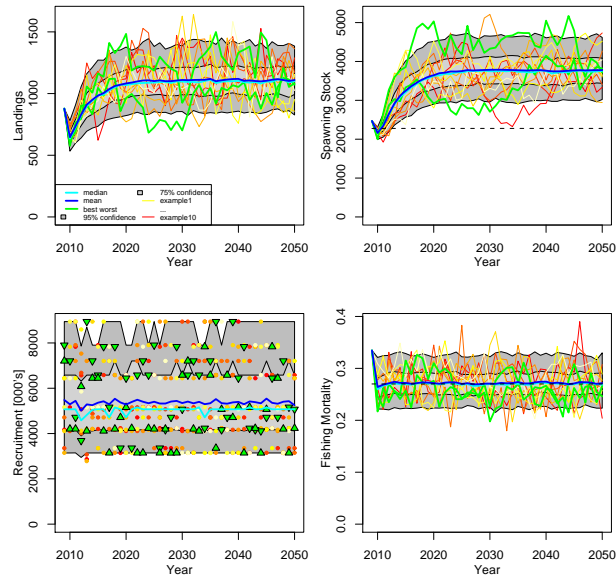 Landings
0
500
1000
1500
2010
2020
2030
2040
2050
Year
median
mean
best worst
95% confidence
75% confidence
example1
...
example10
Spawning Stock
0
1000
2000
3000
4000
5000
2010
2020
2030
2040
2050
Year
Recruitment [000's]
0
2000
4000
6000
8000
2010
2020
2030
2040
2050
Year
Fishing Mortality
0.0
0.1
0.2
0.3
0.4
2010
2020
2030
2040
2050
Year